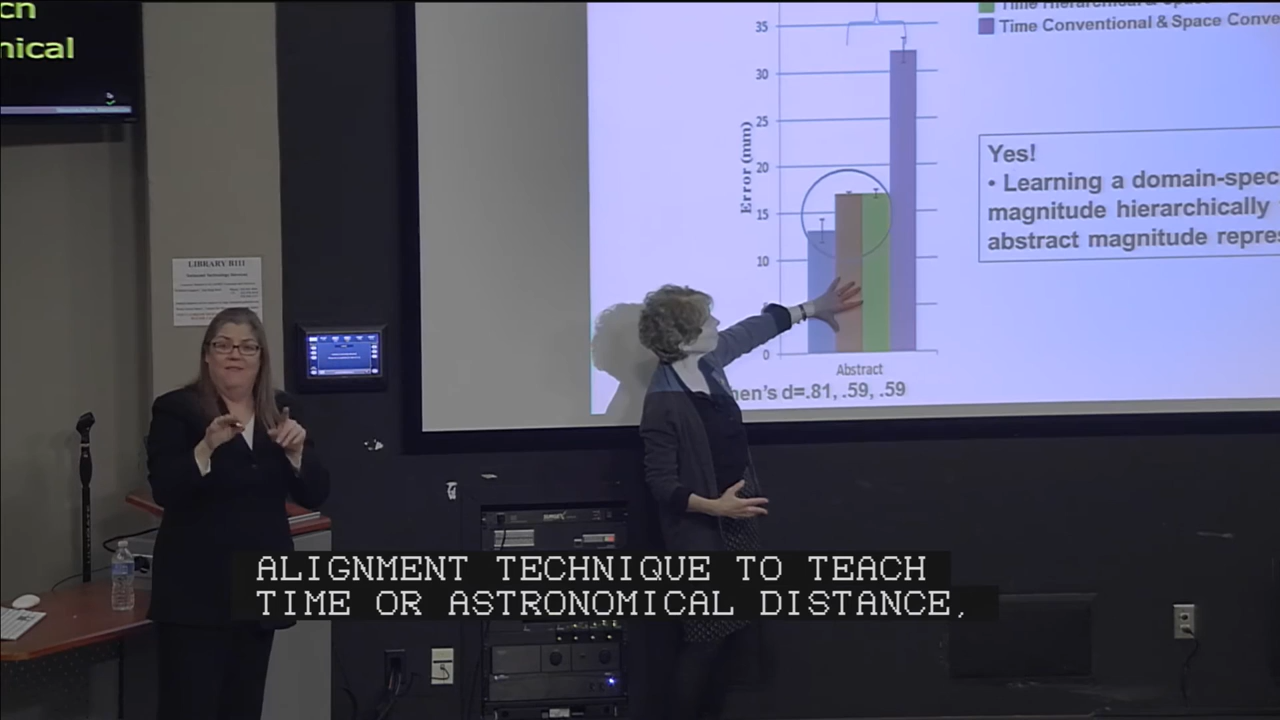 ch
nical
Time Hierarchical &
Time Conventional & Space Conve
35
30
25
20
15
10
0
Error (mm)
Abstract
hen's d=.81, .59, .59
Yes!
• Learning a domain-spec
magnitude hierarchically
abstract magnitude repres
LIBRARY B111
ALIGNMENT TECHNIQUE TO TEACH
TIME OR ASTRONOMICAL DISTANCE,